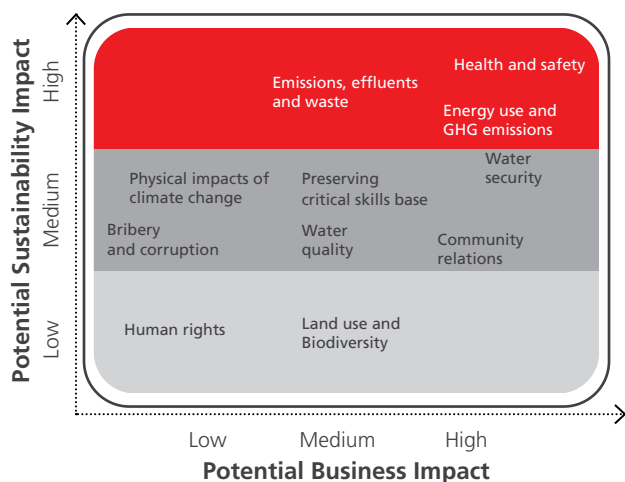 Potential Sustainability Impact
High
Medium
Low
Health and safety
Emissions, effluents
and waste
Energy use and
GHG emissions
Water
security
Physical impacts of
climate change
Preserving
critical skills base
Bribery
and corruption
Water
quality
Community
relations
Human rights
Land use and
Biodiversity
Low
Medium
High
Potential Business Impact